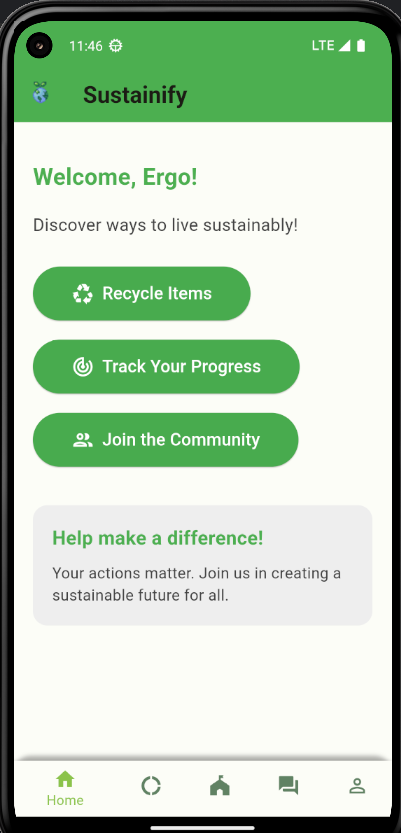 11:46
LTE
Sustainify
Welcome, Ergo!
Discover ways to live sustainably!
Recycle Items
Track Your Progress
Join the Community
Help make a difference!
Your actions matter. Join us in creating a
sustainable future for all.
Home